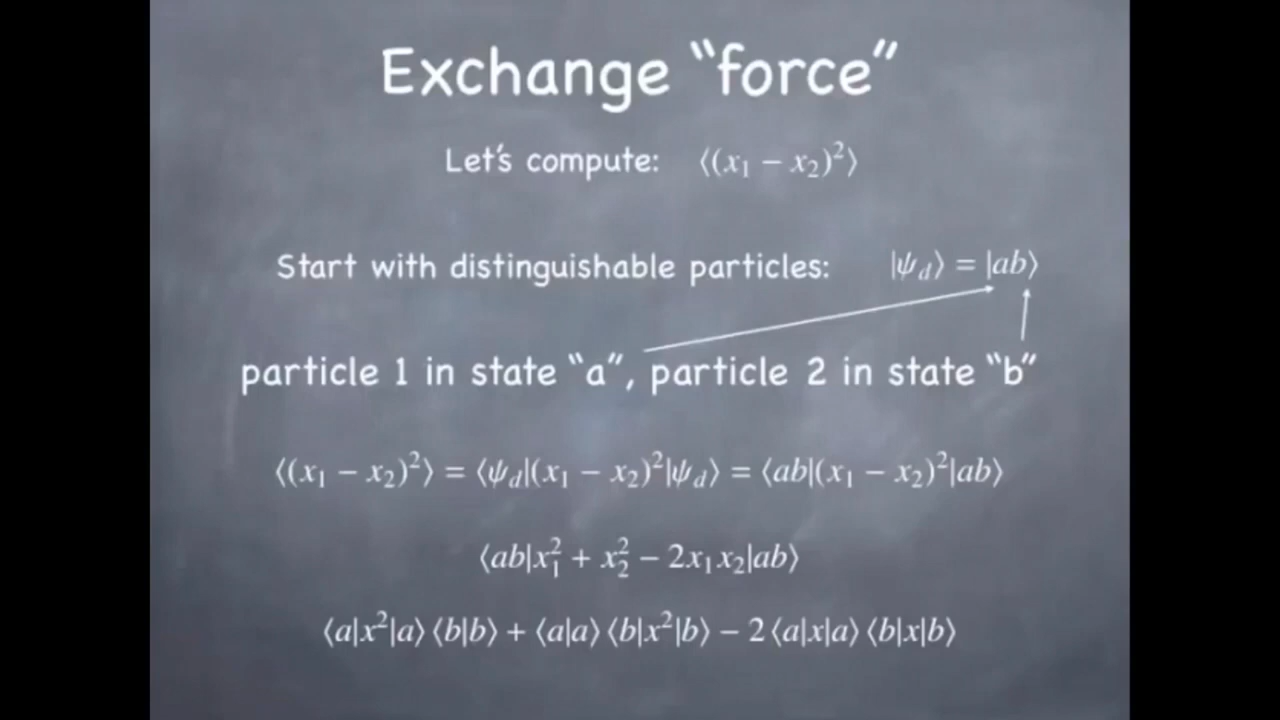 Exchange “force”
Let’s compute: ⟨(x₁ − x₂)²⟩
Start with distinguishable particles: |ψ_d⟩ = |ab⟩
particle 1 in state “a”, particle 2 in state “b”
⟨(x₁ − x₂)²⟩ = ⟨ψ_d|(x₁ − x₂)²|ψ_d⟩ = ⟨ab|(x₁ − x₂)²|ab⟩
⟨ab|x₁² + x₂² − 2x₁x₂|ab⟩
⟨a|x²|a⟩ ⟨b|b⟩ + ⟨a|a⟩ ⟨b|x²|b⟩ − 2 ⟨a|x|a⟩ ⟨b|x|b⟩